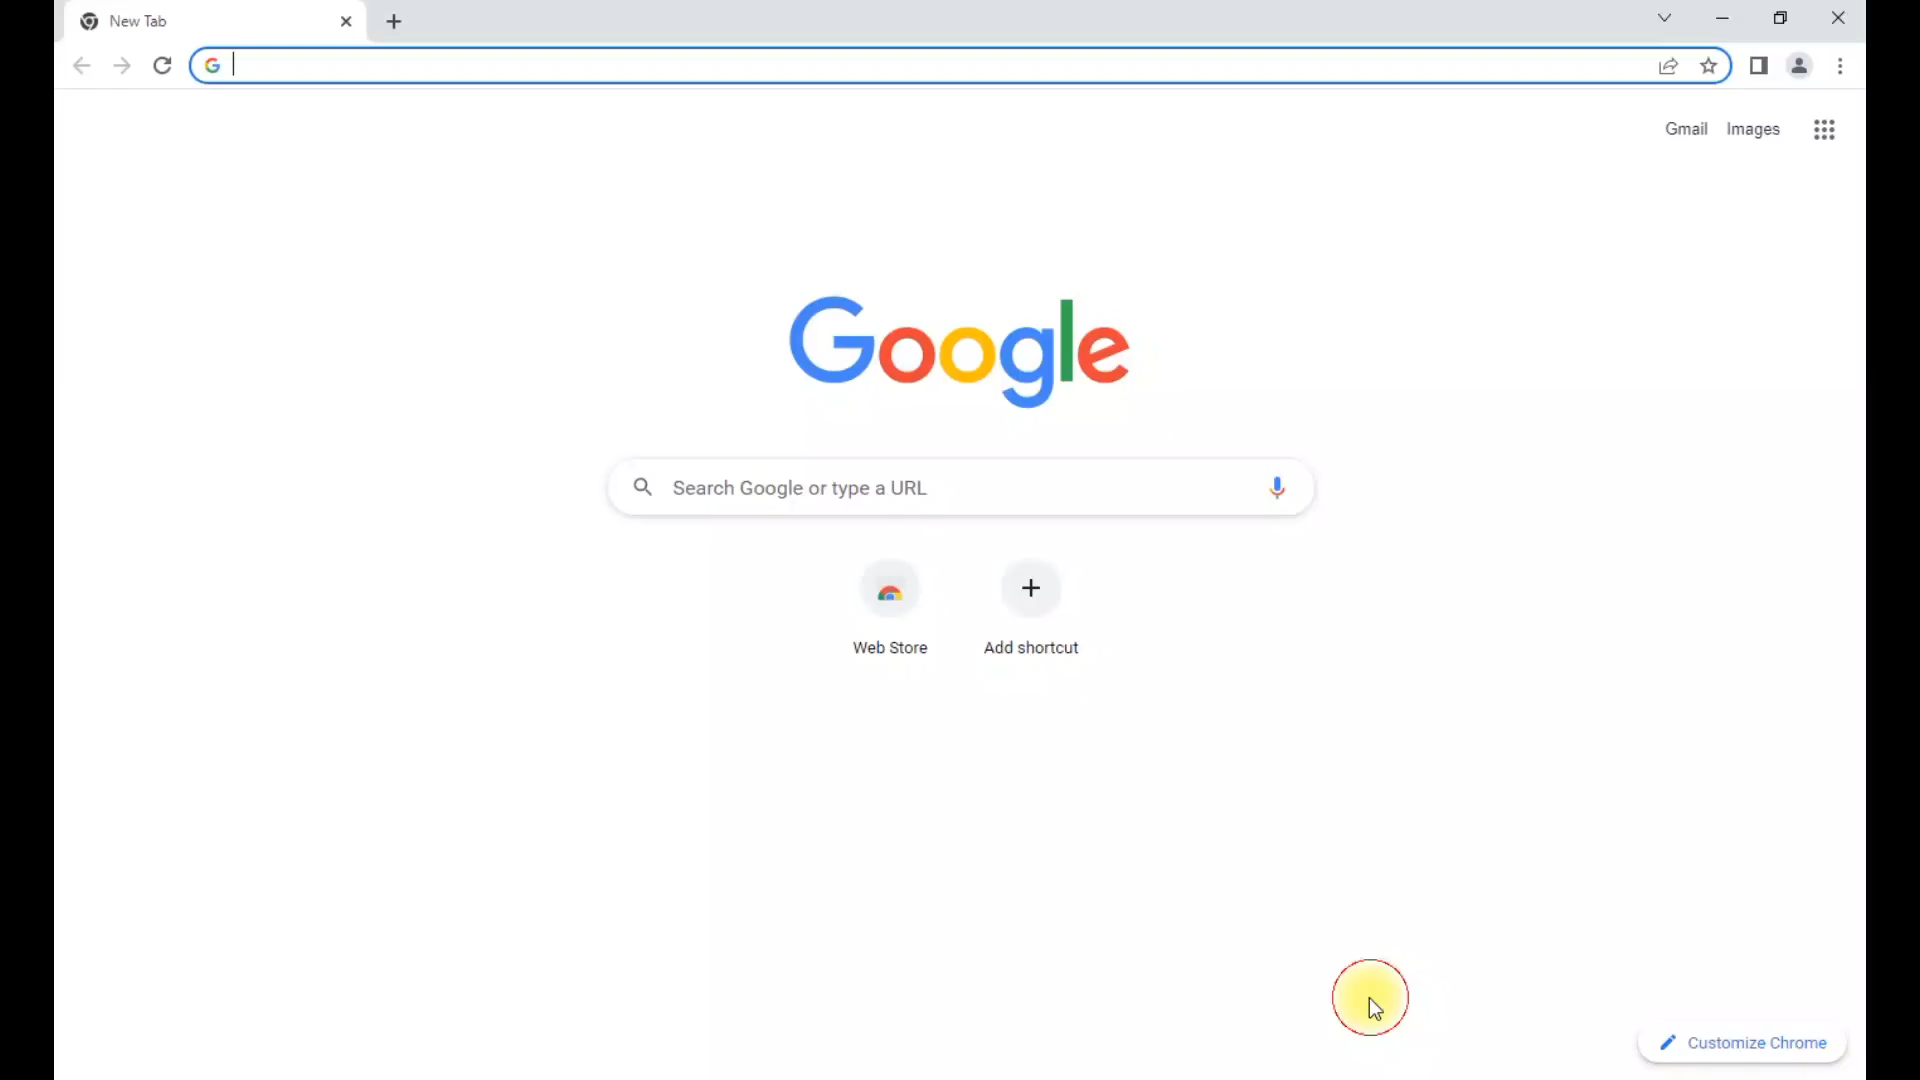 New Tab
Gmail Images
Google
Search Google or type a URL
Web Store Add shortcut
Customize Chrome